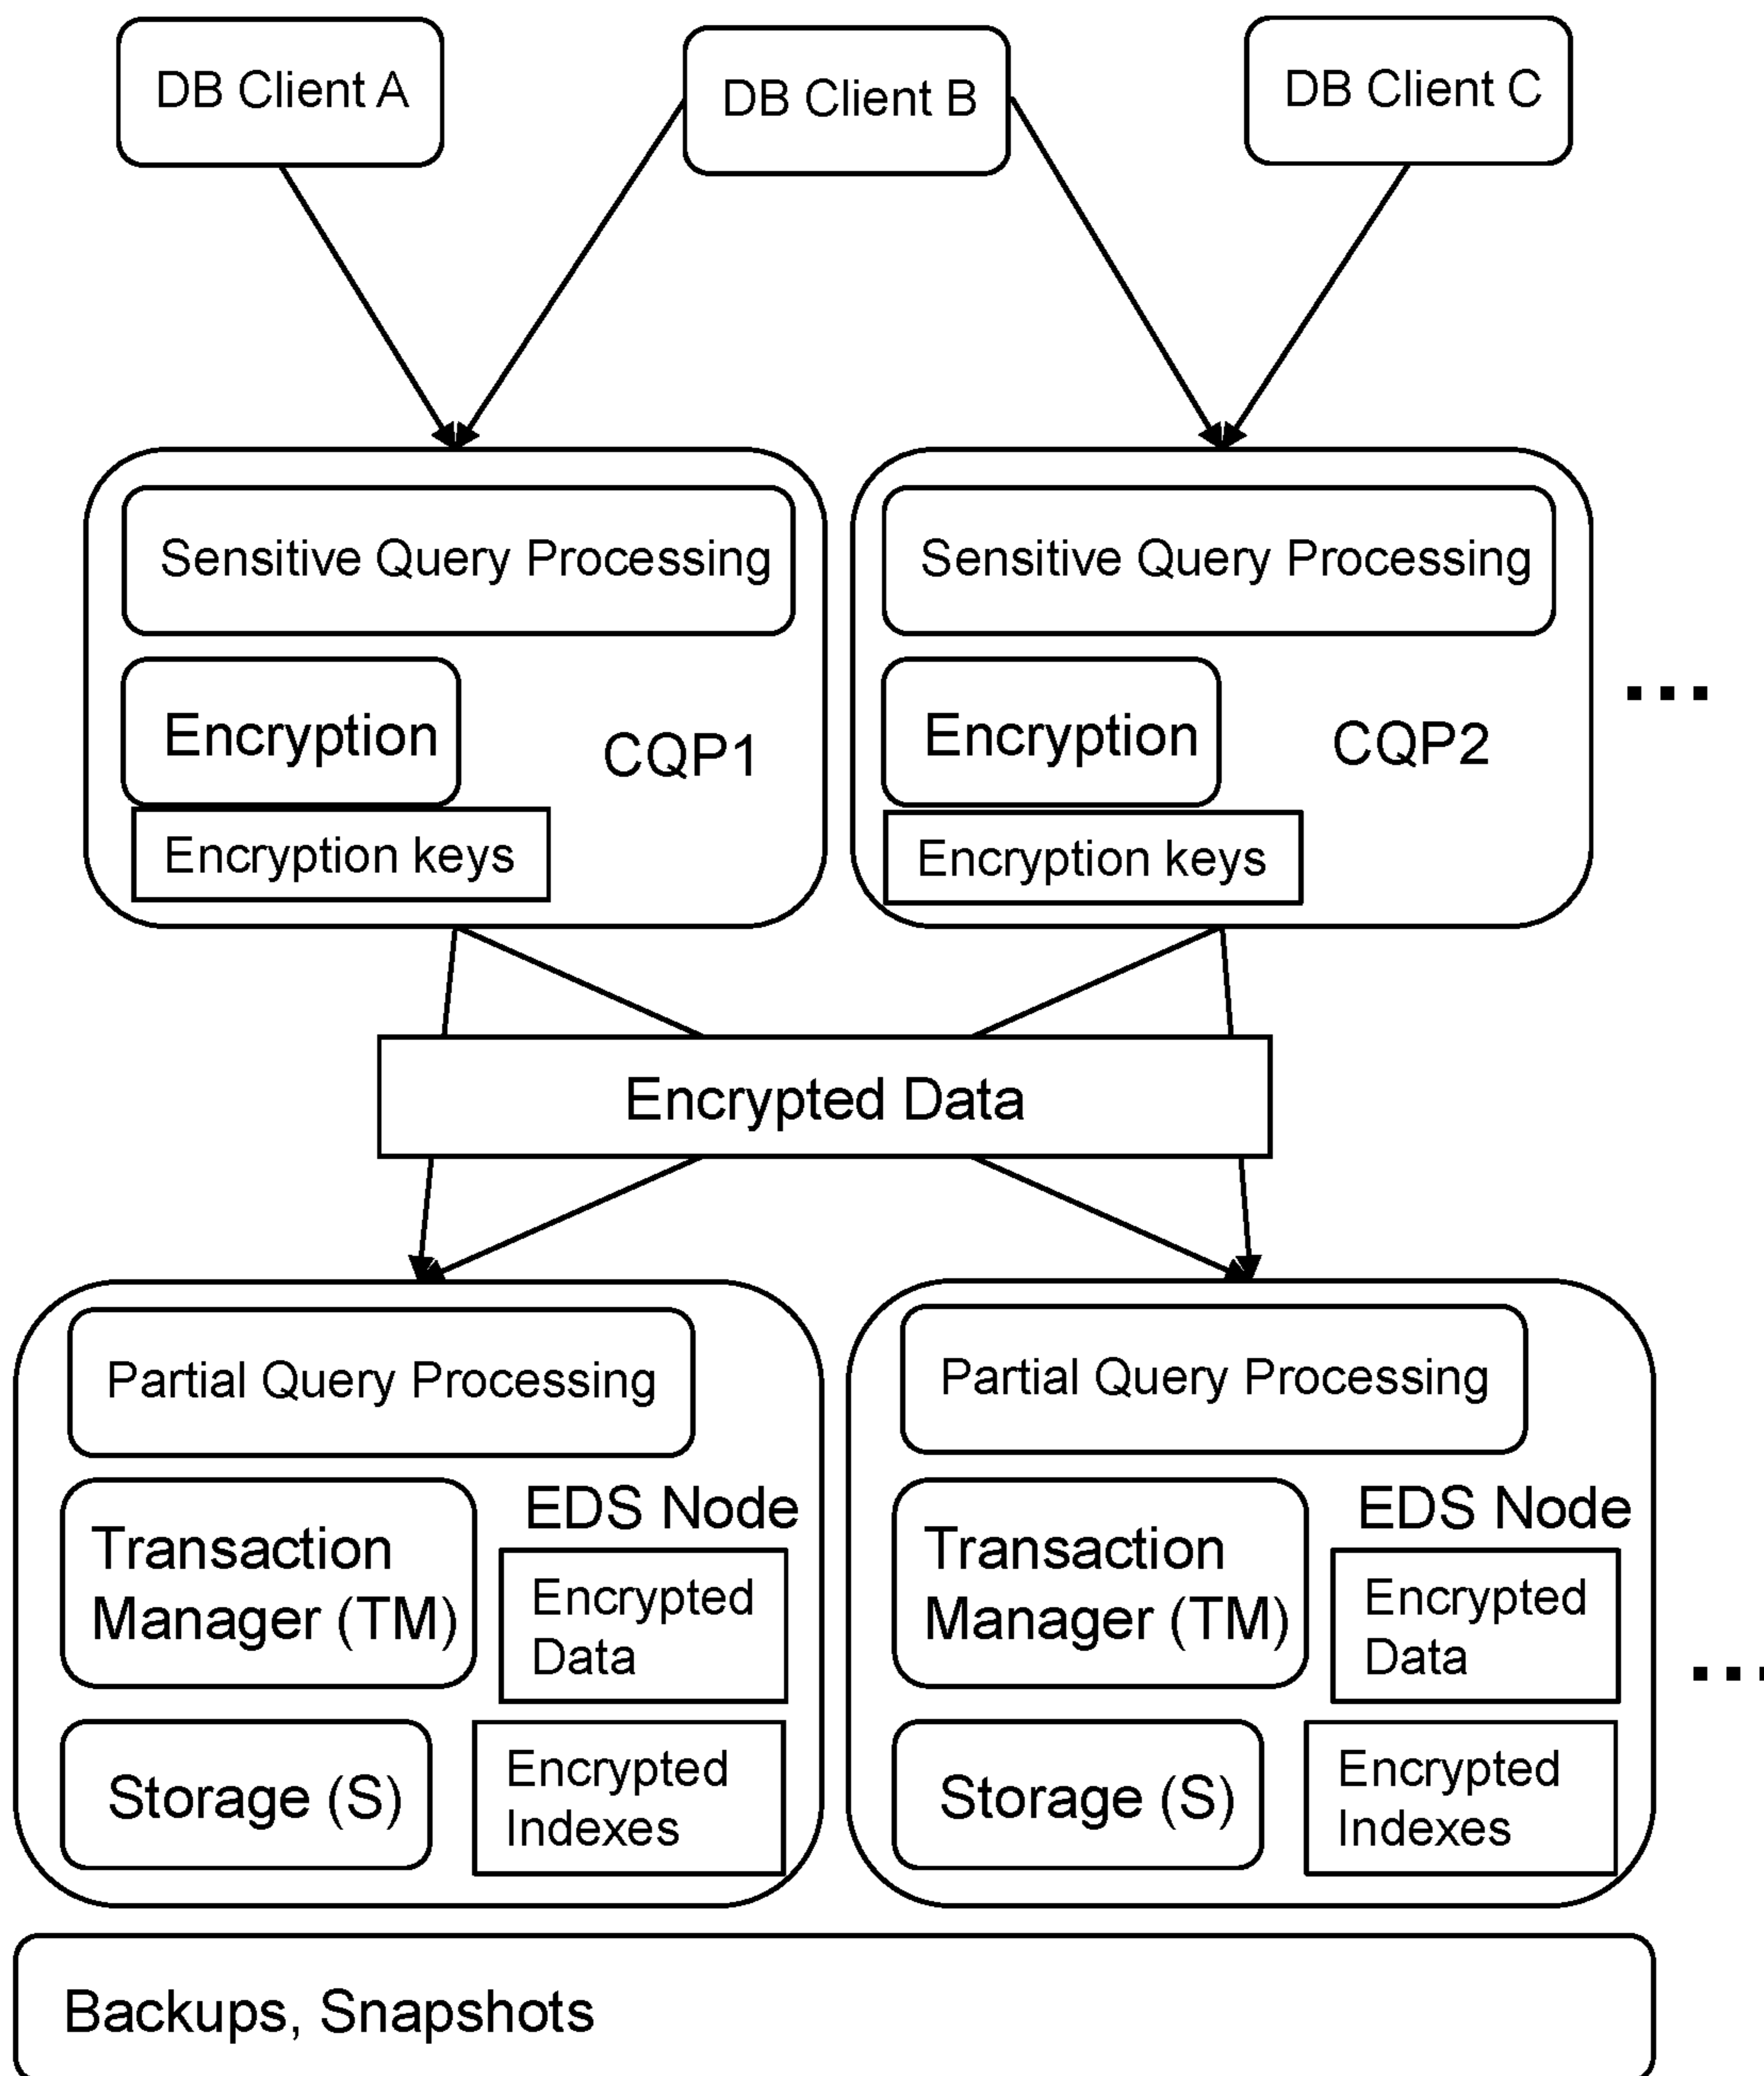 DB Client A
DB Client B
DB Client C
Sensitive Query Processing
Encryption
CQP1
Encryption keys
Sensitive Query Processing
Encryption
CQP2
Encryption keys
...
Encrypted Data
Partial Query Processing
Transaction
Manager (TM)
EDS Node
Encrypted
Data
Storage (S)
Encrypted
Indexes
Partial Query Processing
Transaction
Manager (TM)
EDS Node
Encrypted
Data
Storage (S)
Encrypted
Indexes
...
Backups, Snapshots